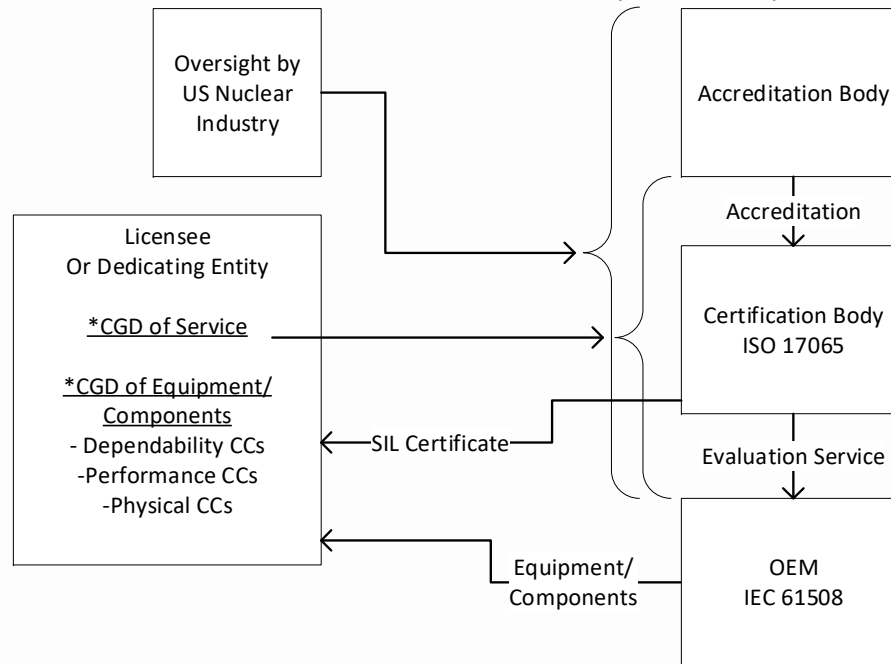 Oversight by
US Nuclear
Industry
Accreditation Body
Accreditation
Licensee
Or Dedicating Entity
*CGD of Service
*CGD of Equipment/
Components
- Dependability CCs
-Performance CCs
-Physical CCs
Certification Body
ISO 17065
SIL Certificate
Evaluation Service
Equipment/
Components
OEM
IEC 61508